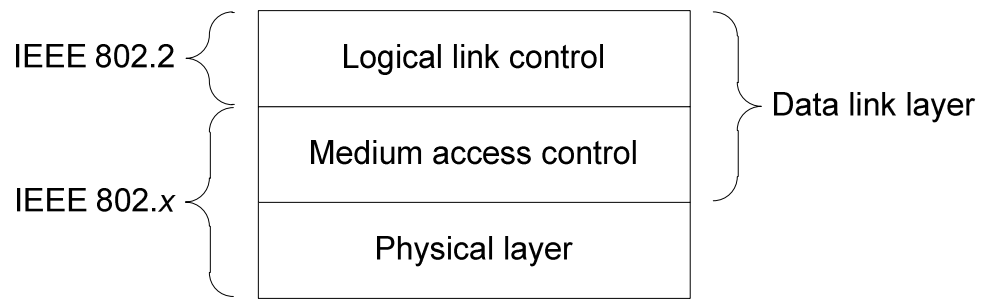 IEEE 802.2
Logical link control
Data link layer
Medium access control
IEEE 802.x
Physical layer